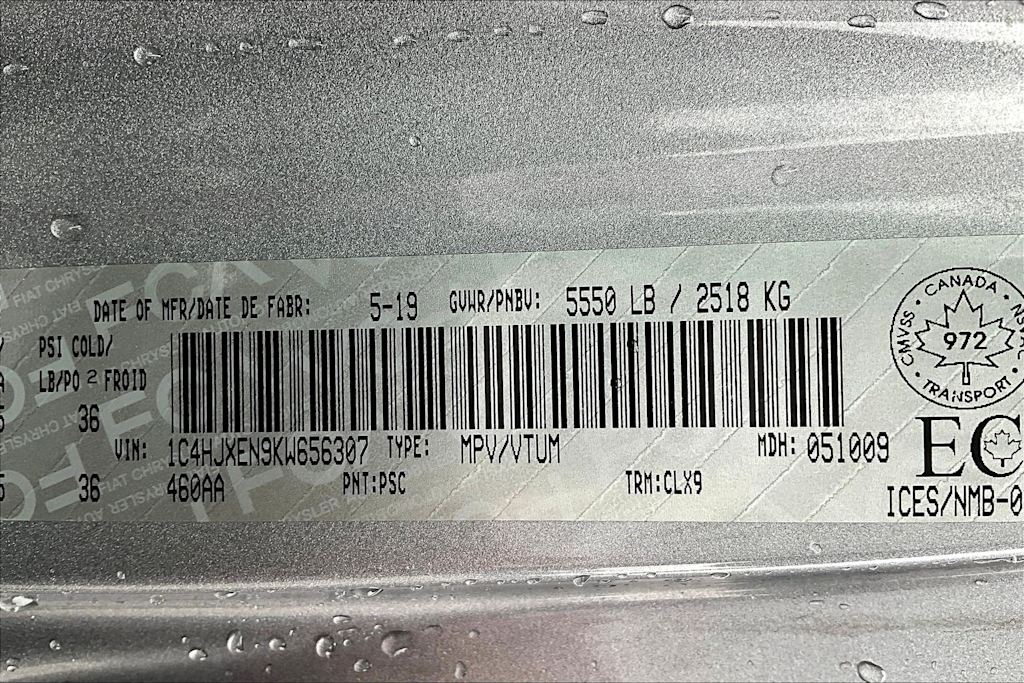 DATE OF MFR/DATE DE FABR: 5-19 GVWR/PNBV: 5550 LB / 2518 KG
PSI COLD/
LB/PO 2 FROID
36
VIN: 1C4HJXEN9KW656307 TYPE: MPV/VTUM MDH: 051009
36 460AA PNT:PSC TRM:CLX9
CANADA
CMVSS 972
TRANSPORT
EC
ICES/NMB-0